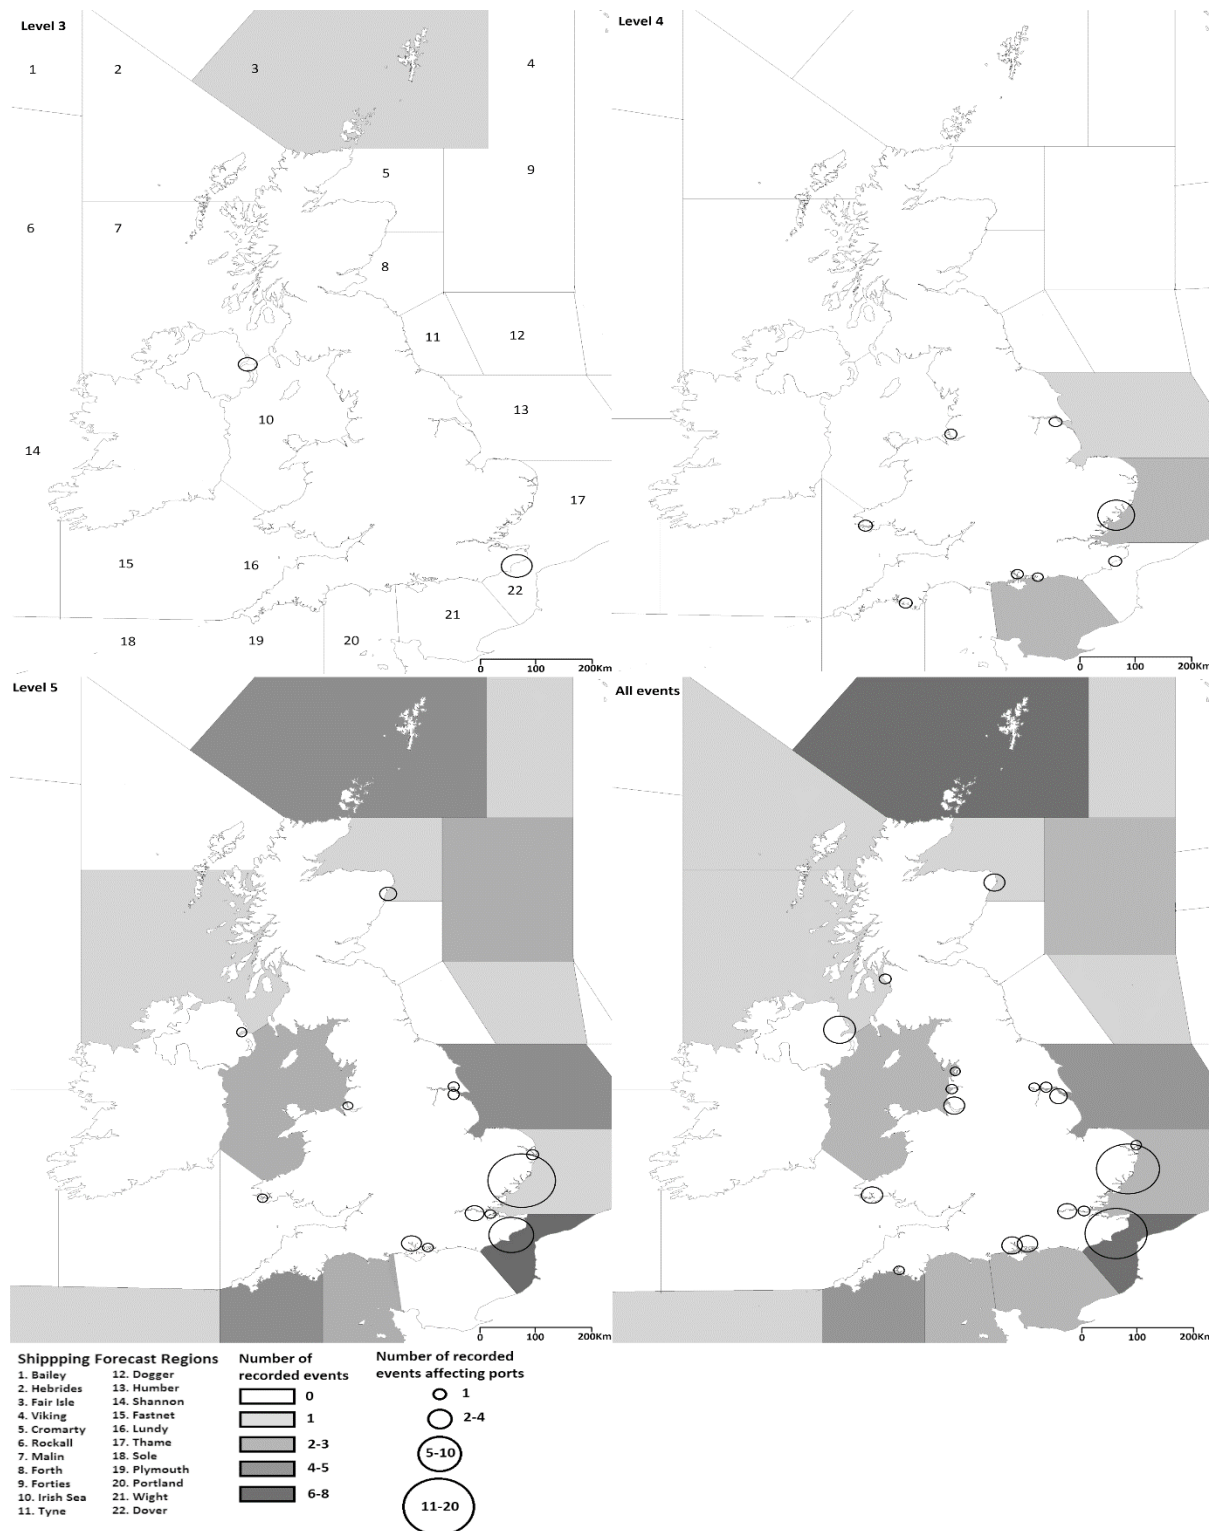 Level 3
1
2
3
4
5
6
7
8
9
10
11
12
13
14
15
16
17
18
19
20
21
22
0 100 200Km
Level 4
0 100 200Km
Level 5
0 100 200Km
All events
0 100 200Km
Shippping Forecast Regions
1. Bailey
2. Hebrides
3. Fair Isle
4. Viking
5. Cromarty
6. Rockall
7. Malin
8. Forth
9. Forties
10. Irish Sea
11. Tyne
12. Dogger
13. Humber
14. Shannon
15. Fastnet
16. Lundy
17. Thame
18. Sole
19. Plymouth
20. Portland
21. Wight
22. Dover
Number of
recorded events
0
1
2-3
4-5
6-8
Number of recorded
events affecting ports
1
2-4
5-10
11-20